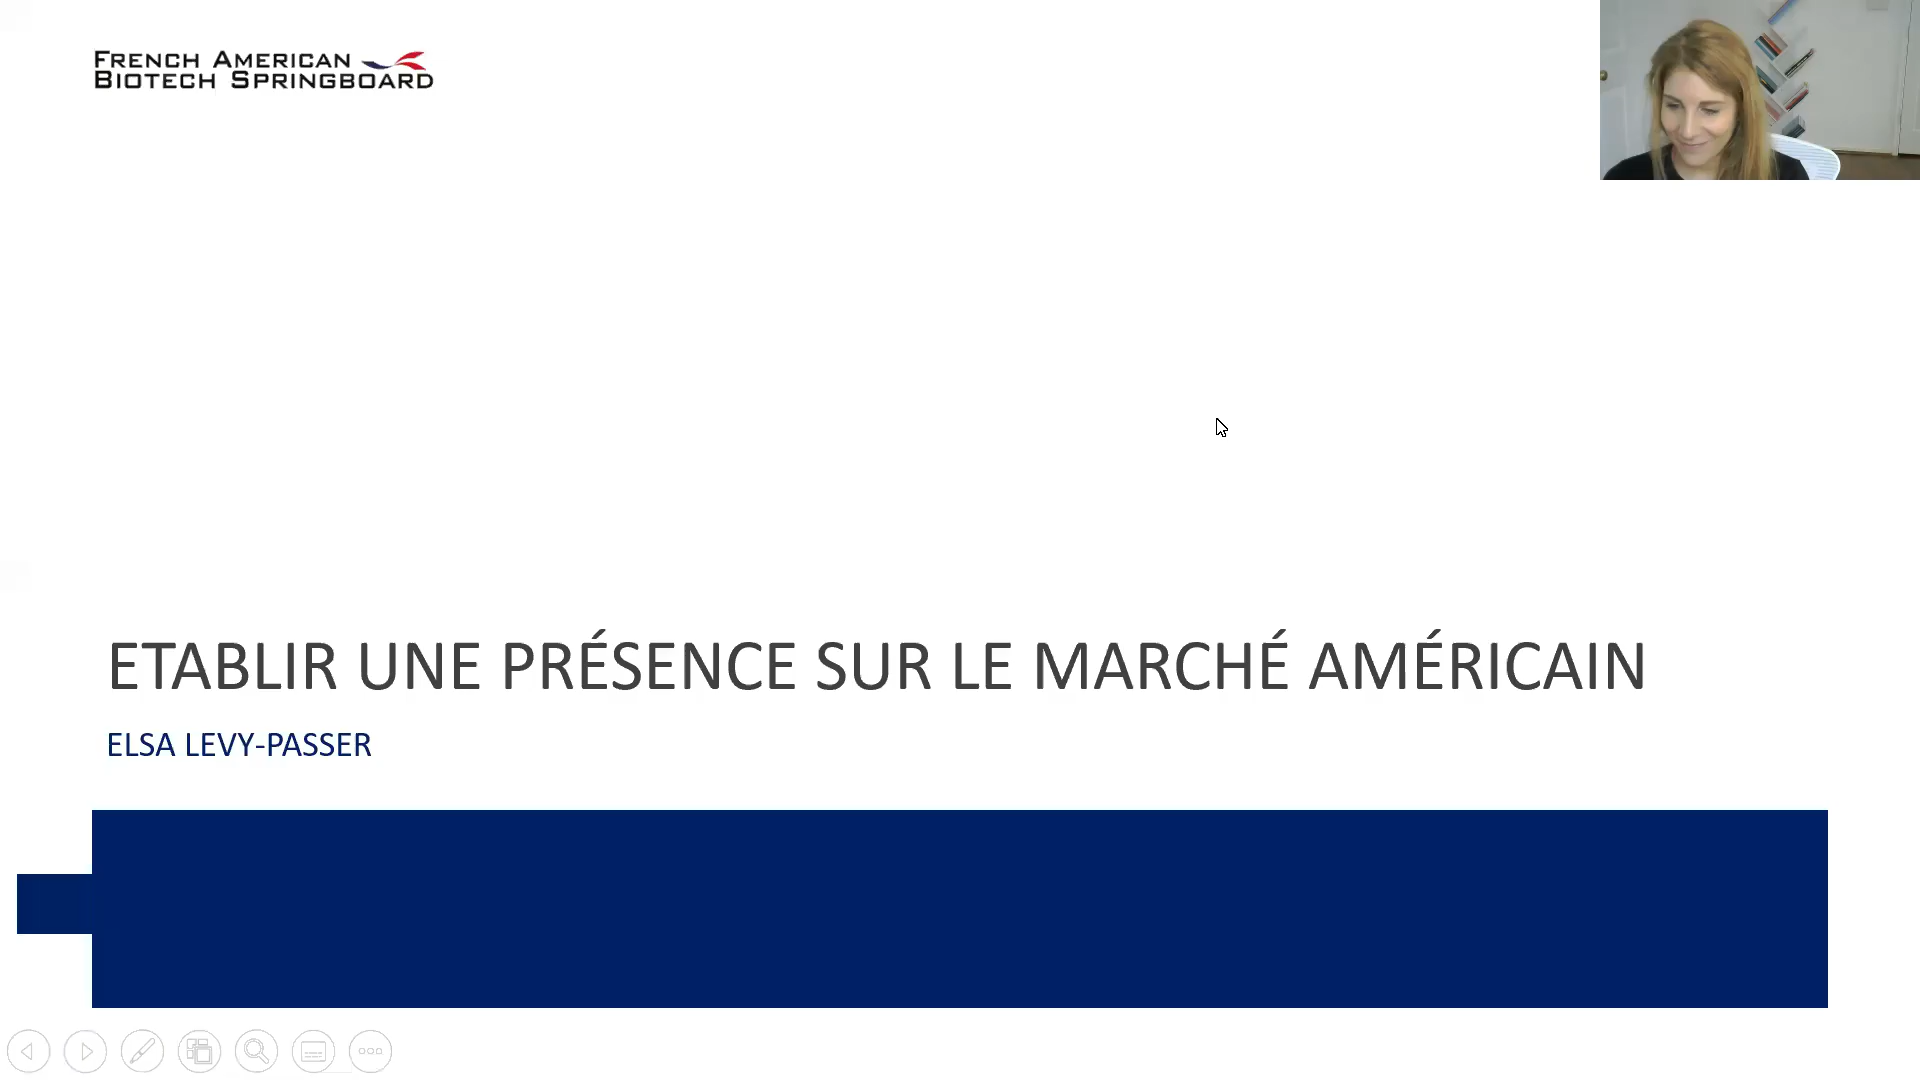 FRENCH AMERICAN
BIOTECH SPRINGBOARD
ETABLIR UNE PRÉSENCE SUR LE MARCHÉ AMÉRICAIN
ELSA LEVY-PASSER